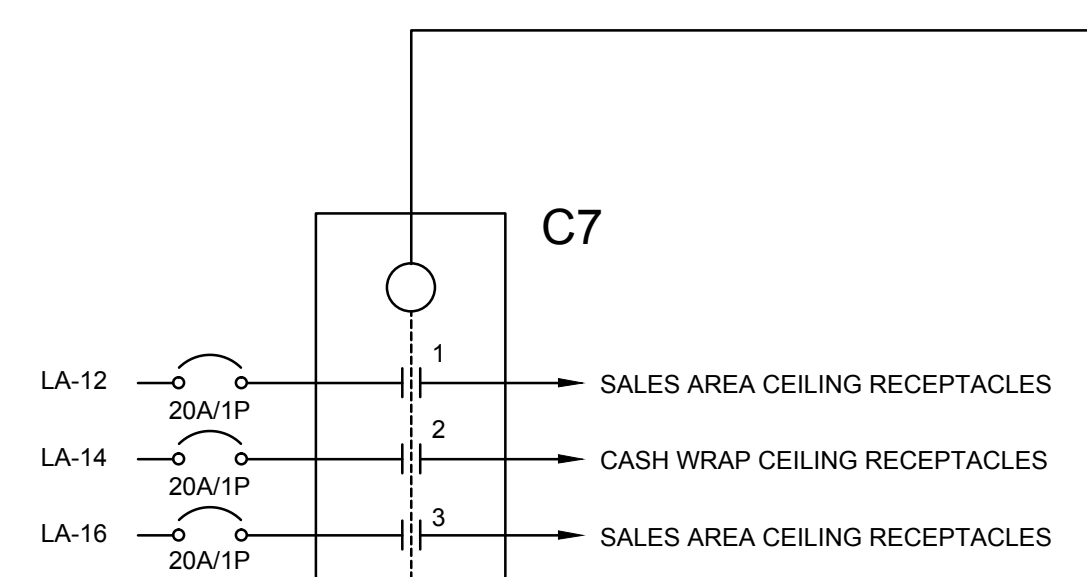 C7
1
LA-12
SALES AREA CEILING RECEPTACLES
20A/1P
2
LA-14
CASH WRAP CEILING RECEPTACLES
20A/1P
3
LA-16
SALES AREA CEILING RECEPTACLES
20A/1P